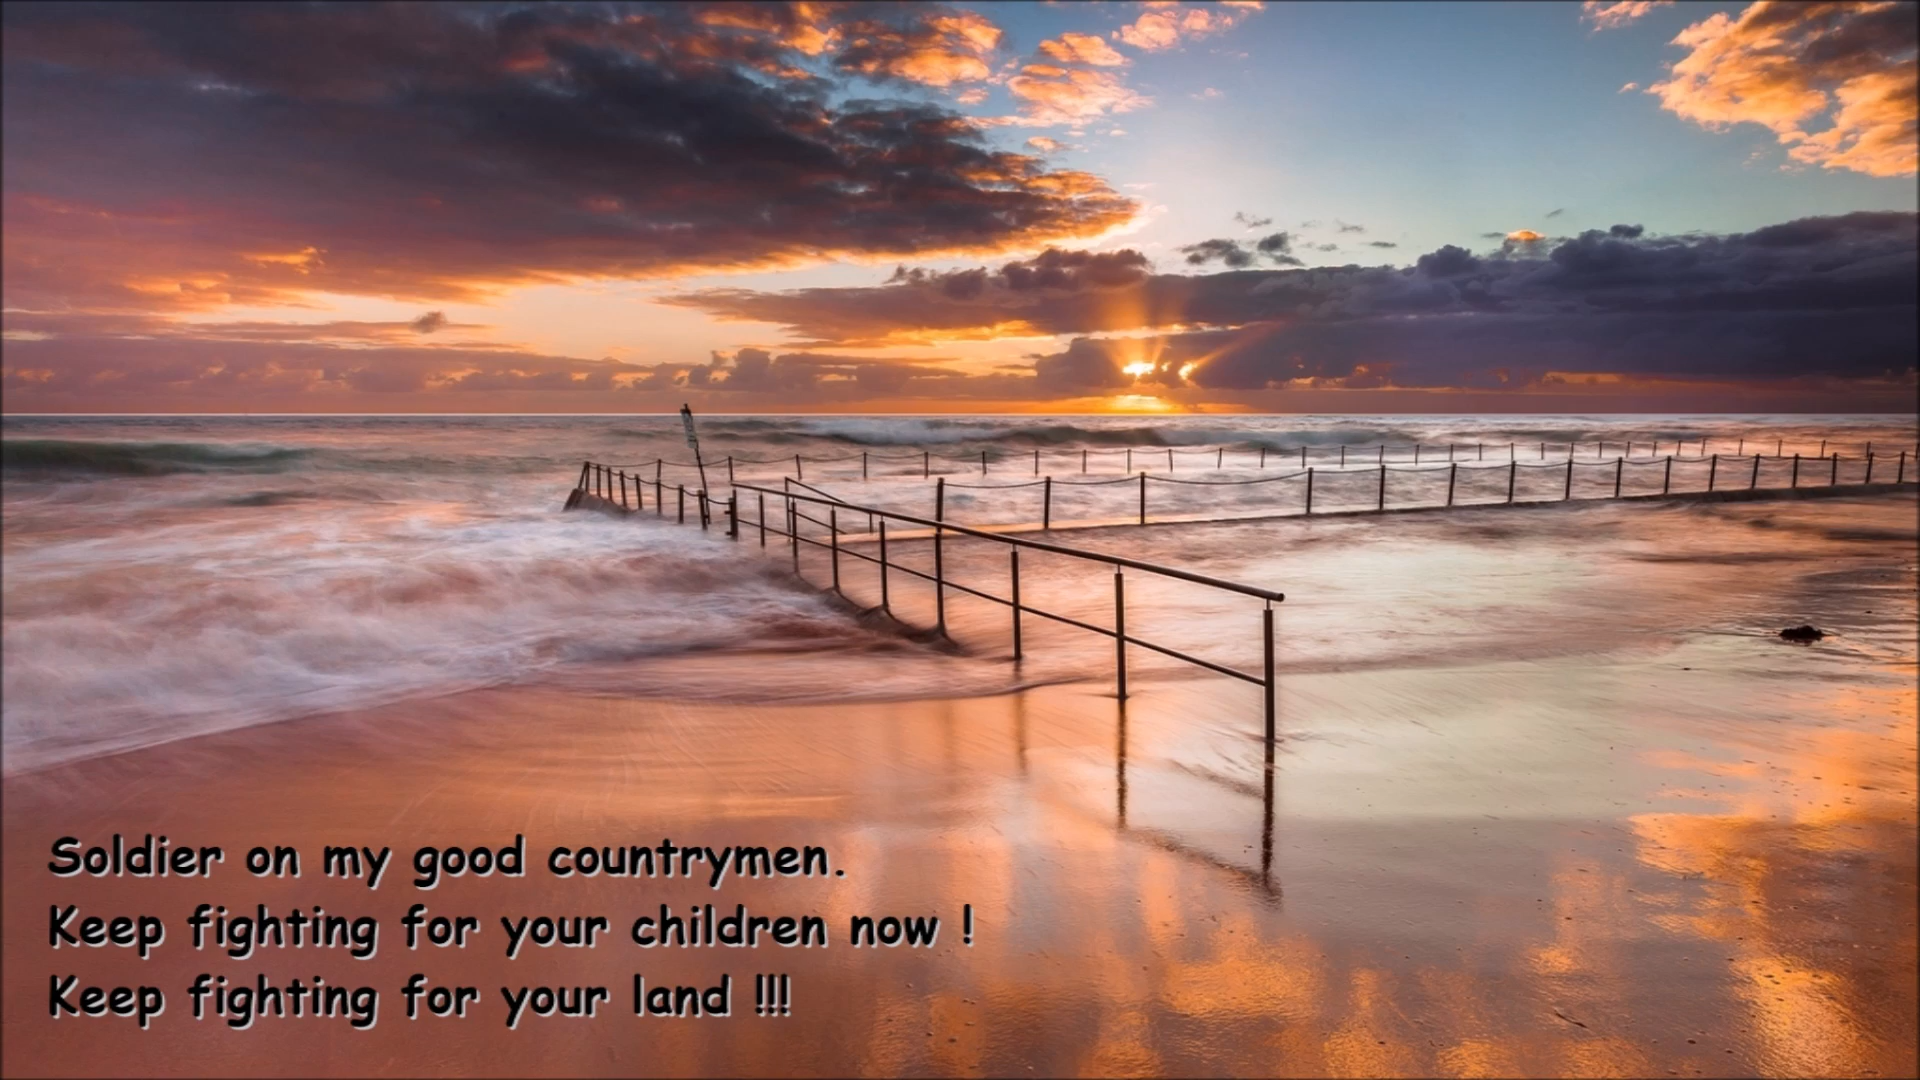 Soldier on my good countrymen.
Keep fighting for your children now !
Keep fighting for your land !!!